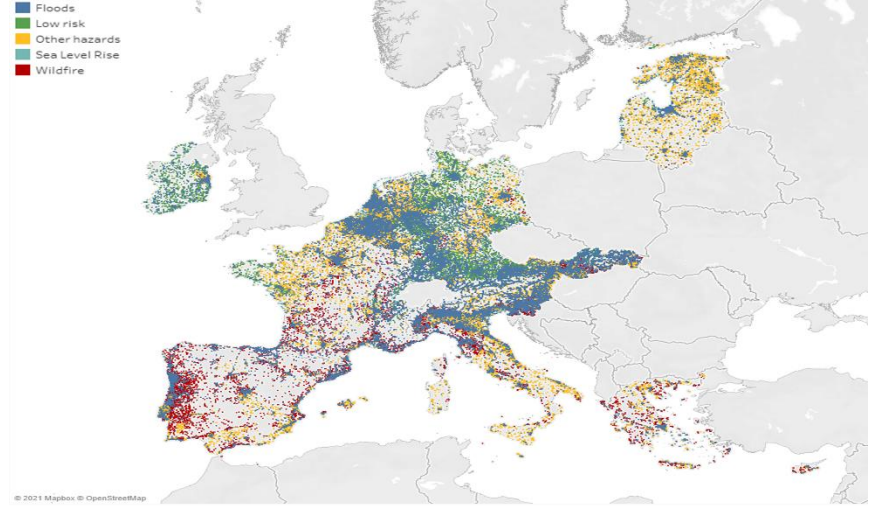 Floods
Low risk
Other hazards
Sea Level Rise
Wildfire
© 2021 Mapbox © OpenStreetMap